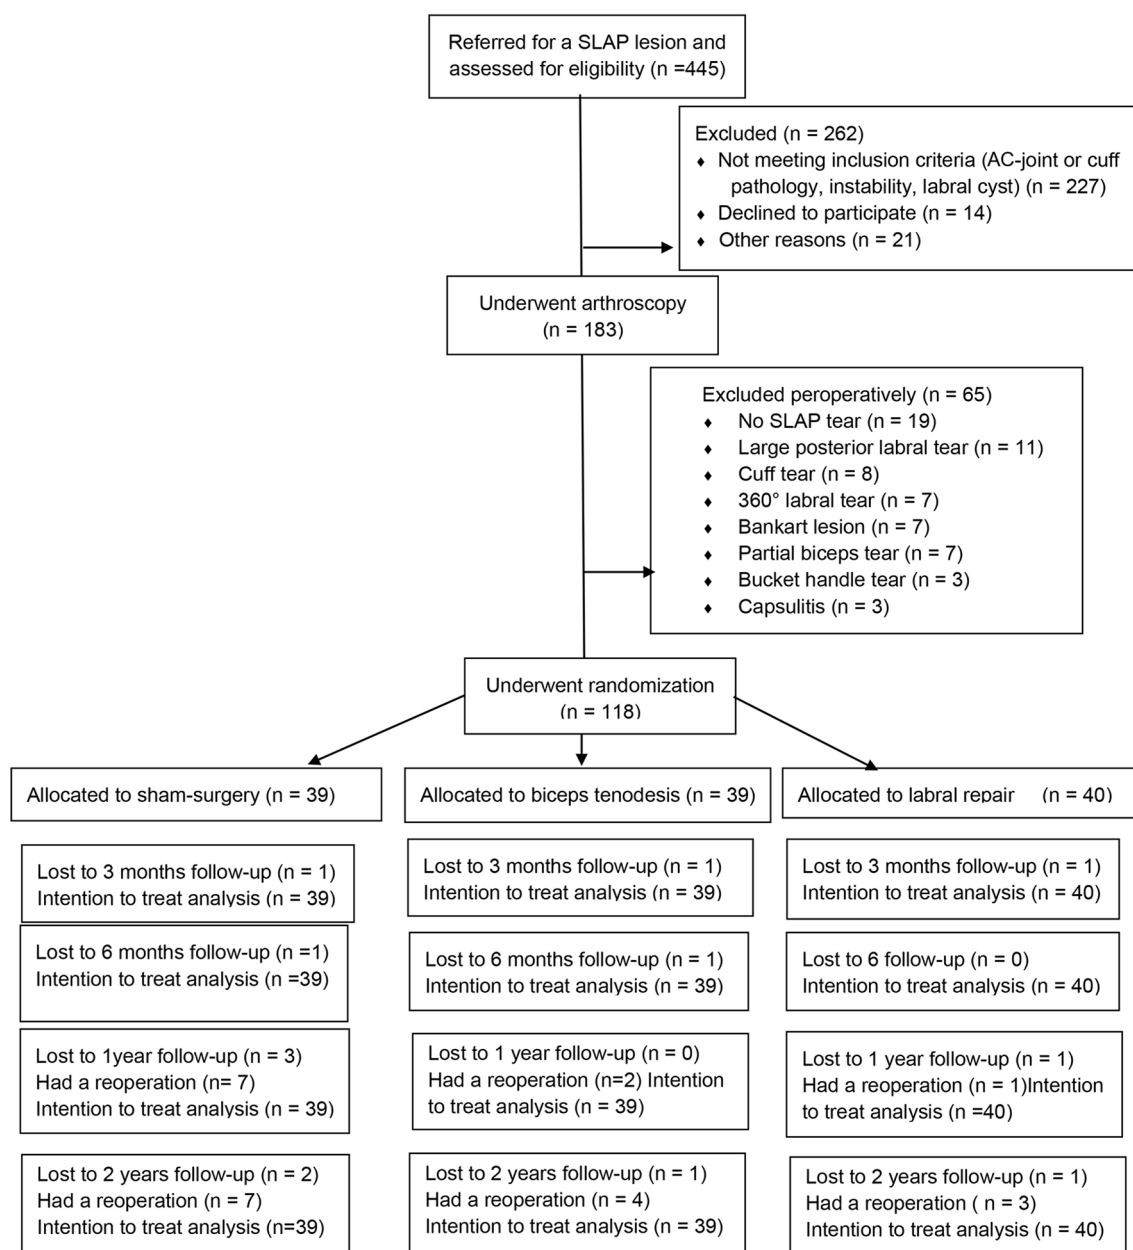 Referred for a SLAP lesion and
assessed for eligibility (n =445)
Excluded (n = 262)
♦ Not meeting inclusion criteria (AC-joint or cuff
pathology, instability, labral cyst) (n = 227)
♦ Declined to participate (n = 14)
♦ Other reasons (n = 21)
Underwent arthroscopy
(n = 183)
Excluded peroperatively (n = 65)
♦ No SLAP tear (n = 19)
♦ Large posterior labral tear (n = 11)
♦ Cuff tear (n = 8)
♦ 360° labral tear (n = 7)
♦ Bankart lesion (n = 7)
♦ Partial biceps tear (n = 7)
♦ Bucket handle tear (n = 3)
♦ Capsulitis (n = 3)
Underwent randomization
(n = 118)
Allocated to sham-surgery (n = 39)
Allocated to biceps tenodesis (n = 39)
Allocated to labral repair (n = 40)
Lost to 3 months follow-up (n = 1)
Intention to treat analysis (n = 39)
Lost to 3 months follow-up (n = 1)
Intention to treat analysis (n = 39)
Lost to 3 months follow-up (n = 1)
Intention to treat analysis (n = 40)
Lost to 6 months follow-up (n =1)
Intention to treat analysis (n =39)
Lost to 6 months follow-up (n = 1)
Intention to treat analysis (n = 39)
Lost to 6 follow-up (n = 0)
Intention to treat analysis (n = 40)
Lost to 1year follow-up (n = 3)
Had a reoperation (n= 7)
Intention to treat analysis (n = 39)
Lost to 1 year follow-up (n = 0)
Had a reoperation (n=2) Intention
to treat analysis (n = 39)
Lost to 1 year follow-up (n = 1)
Had a reoperation (n = 1)Intention
to treat analysis (n =40)
Lost to 2 years follow-up (n = 2)
Had a reoperation (n = 7)
Intention to treat analysis (n=39)
Lost to 2 years follow-up (n = 1)
Had a reoperation (n = 4)
Intention to treat analysis (n = 39)
Lost to 2 years follow-up (n = 1)
Had a reoperation ( n = 3)
Intention to treat analysis (n = 40)